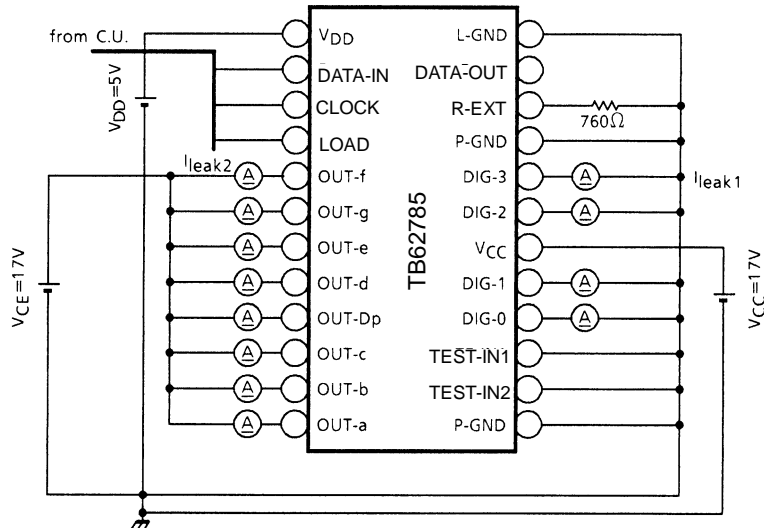 from C.U.
VDD=5V
VDD
DATA-IN
CLOCK
LOAD
Ileak2
A OUT-f
A OUT-g
A OUT-e
A OUT-d
A OUT-Dp
A OUT-c
A OUT-b
A OUT-a
VCE=17V
TB62785
L-GND
DATA-OUT
R-EXT
760Ω
P-GND
DIG-3 A Ileak1
DIG-2 A
VCC
DIG-1 A
DIG-0 A
TEST-IN1
TEST-IN2
P-GND
VCC=17V